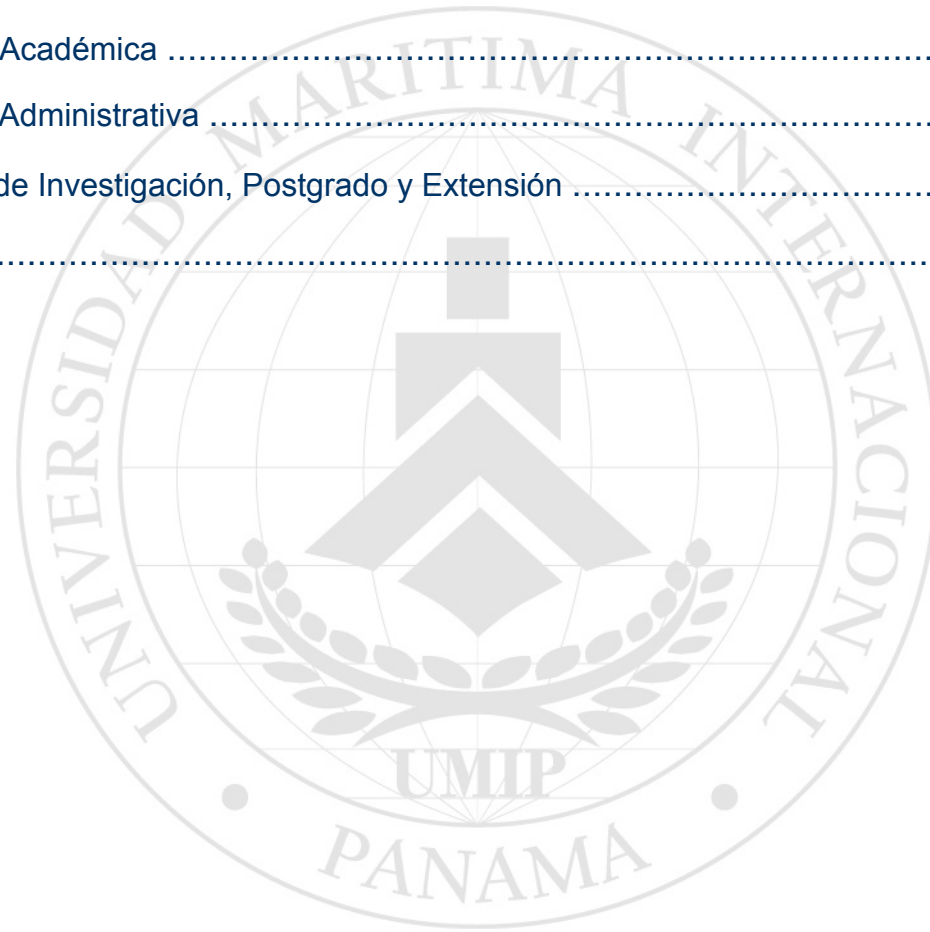 Académica ................................................................................
Administrativa ............................................................................
de Investigación, Postgrado y Extensión ...................................
...............................................................................................
UNIVERSIDAD MARITIMA INTERNACIONAL
UMIP
PANAMA